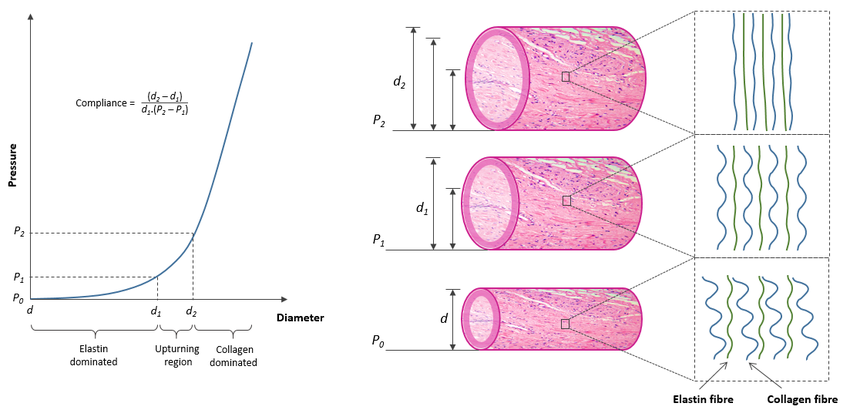 Pressure
Compliance = (d2 – d1)
d1.(P2 – P1)
P2
P1
P0
d
d1
d2
Diameter
Elastin
dominated
Upturning
region
Collagen
dominated
d2
P2
d1
P1
d
P0
Elastin fibre
Collagen fibre